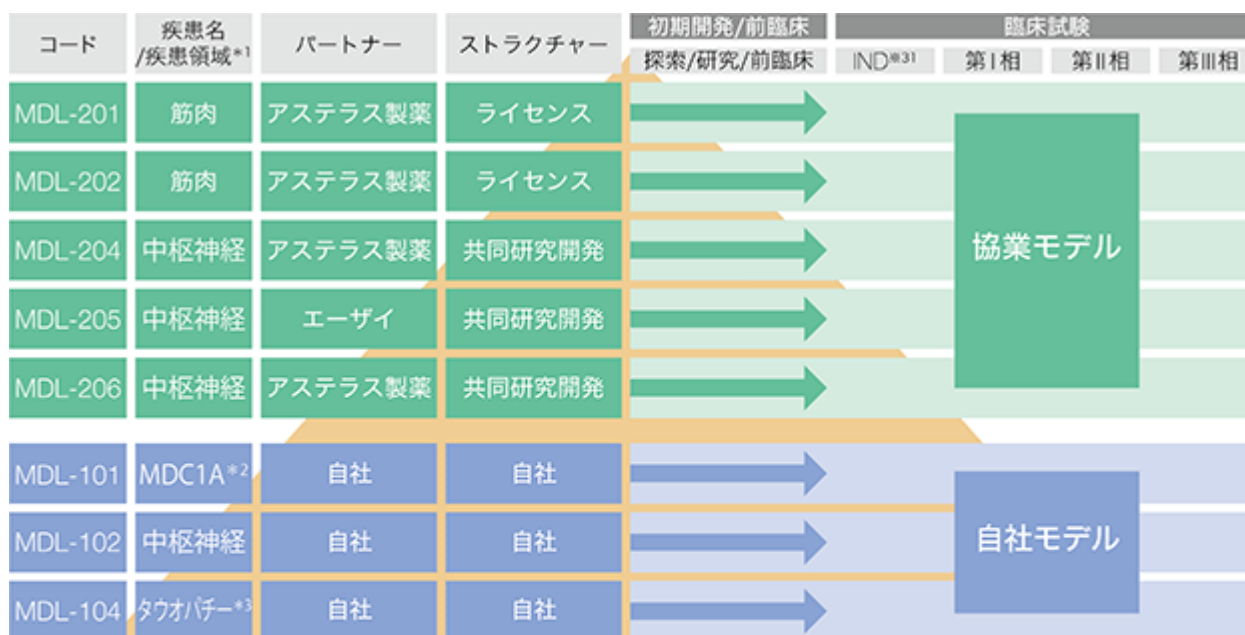 コード
疾患名
/疾患領域*1
パートナー
ストラクチャー
初期開発/前臨床
臨床試験
探索/研究/前臨床
IND※31
第I相
第II相
第III相
MDL-201 筋肉 アステラス製薬 ライセンス
MDL-202 筋肉 アステラス製薬 ライセンス
MDL-204 中枢神経 アステラス製薬 共同研究開発
MDL-205 中枢神経 エーザイ 共同研究開発
MDL-206 中枢神経 アステラス製薬 共同研究開発
協業モデル
MDL-101 MDC1A*2 自社 自社
MDL-102 中枢神経 自社 自社
MDL-104 タウオパチー*3 自社 自社
自社モデル